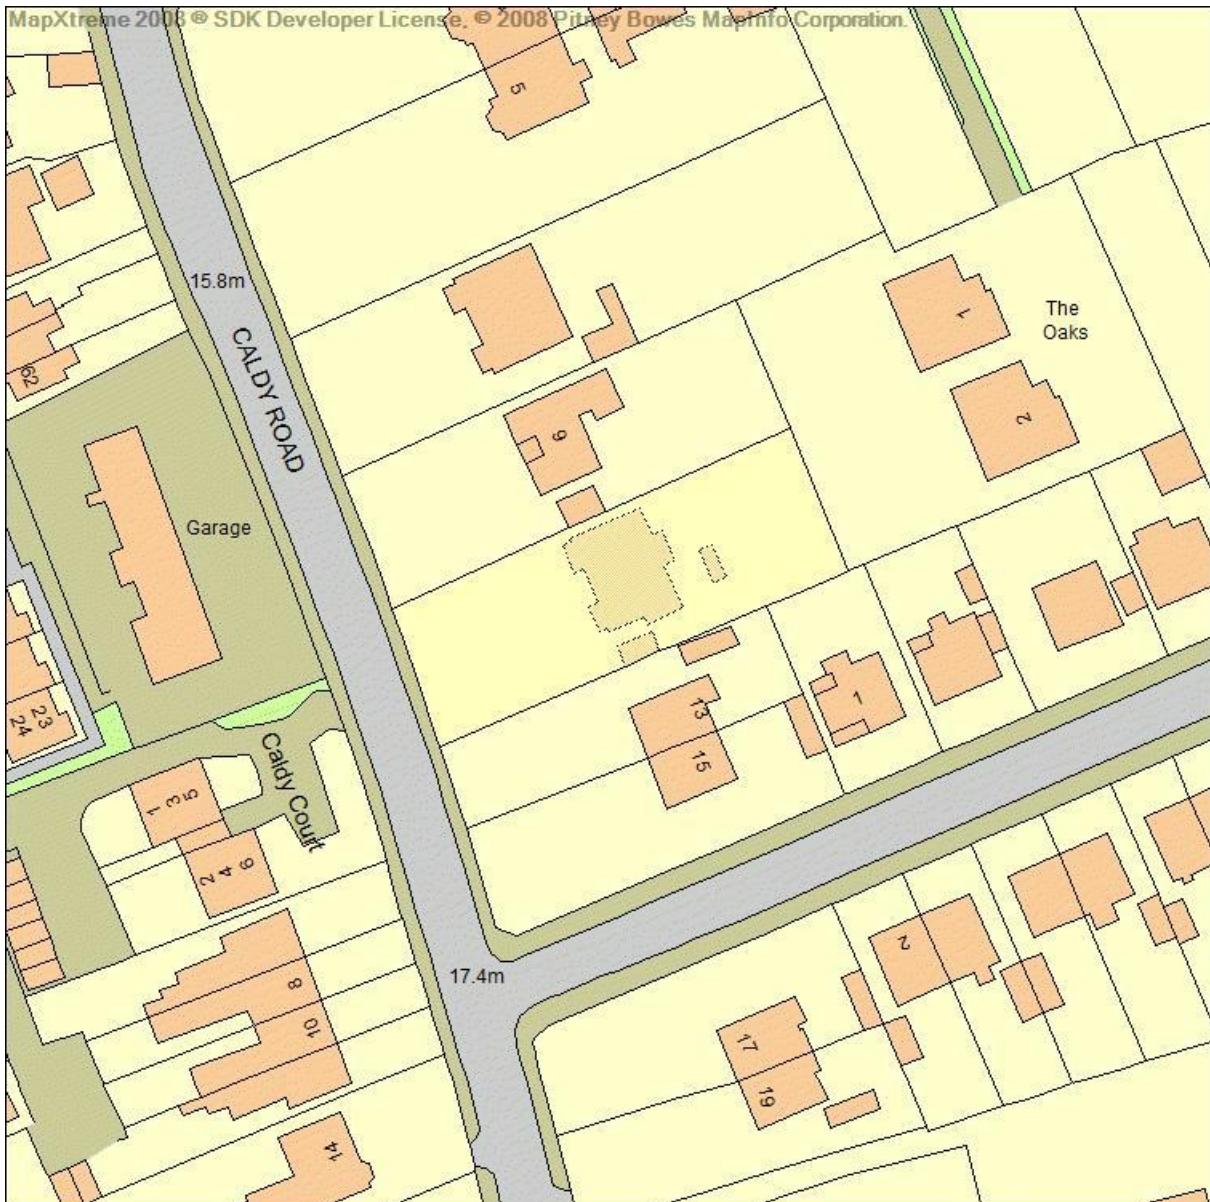 MapXtreme 2008 ® SDK Developer License. © 2008 Pitney Bowes MapInfo Corporation.
5
15.8m
CALDY ROAD
The
Oaks
1
2
62
9
Garage
23
24
13
15
1
Caldy Court
1 3 5
2 4 6
8
10
17.4m
2
17
19
14